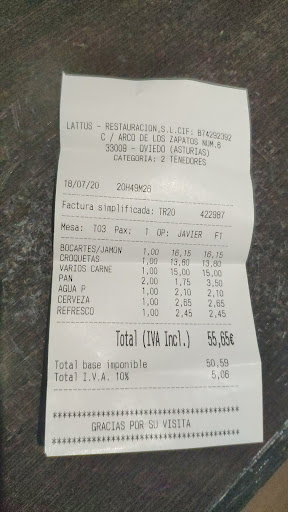 LATTUS - RESTAURACION,S.L.CIF: B74292392
C / ARCO DE LOS ZAPATOS NUM.6
33009 - OVIEDO (ASTURIAS)
CATEGORIA: 2 TENEDORES
18/07/20 20H49M26
Factura simplificada: TR20 422987
Mesa: T03 Pax: 1 OP: JAVIER F1
BOCARTES/JAMÓN 1,00 16,15 16,15
CROQUETAS 1,00 13,80 13,80
VARIOS CARNE 1,00 15,00 15,00
PAN 2,00 1,75 3,50
AGUA P 1,00 2,10 2,10
CERVEZA 1,00 2,65 2,65
REFRESCO 1,00 2,45 2,45
Total (IVA Incl.) 55,65€
Total base imponible 50,59
Total I.V.A. 10% 5,06
GRACIAS POR SU VISITA